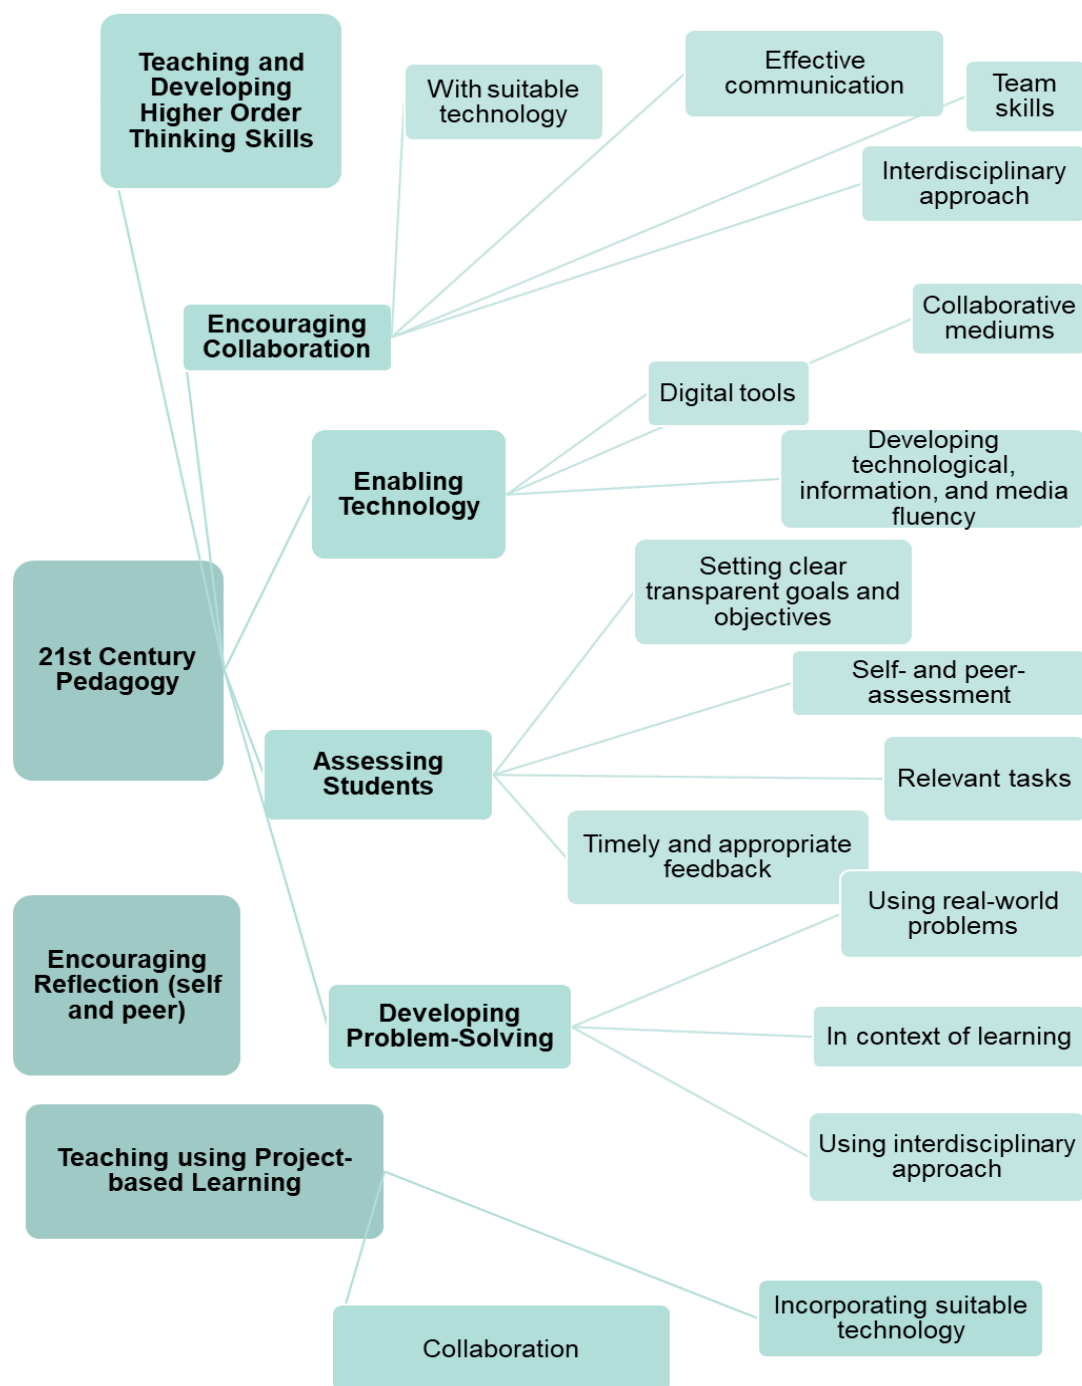 Teaching and
Developing
Higher Order
Thinking Skills
With suitable
technology
Effective
communication
Team
skills
Interdisciplinary
approach
Encouraging
Collaboration
Collaborative
mediums
Digital tools
Enabling
Technology
Developing
technological,
information, and media
fluency
Setting clear
transparent goals and
objectives
21st Century
Pedagogy
Self- and peer-
assessment
Assessing
Students
Relevant tasks
Timely and appropriate
feedback
Using real-world
problems
Encouraging
Reflection (self
and peer)
Developing
Problem-Solving
In context of learning
Using interdisciplinary
approach
Teaching using Project-
based Learning
Incorporating suitable
technology
Collaboration